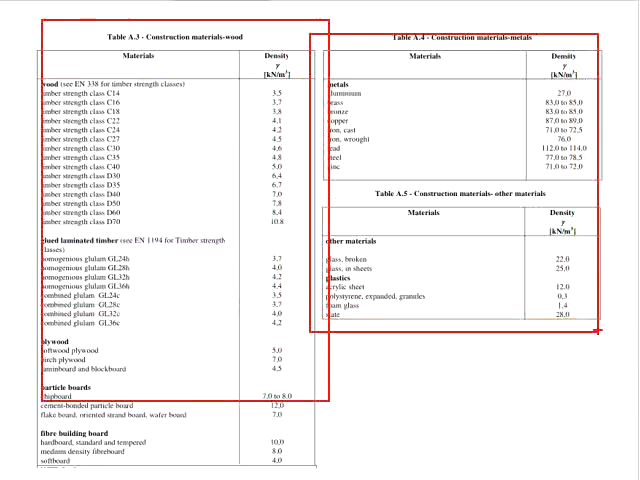 Table A.3 - Construction materials-wood
Materials Density
γ
[kN/m³]
wood (see EN 338 for timber strength classes)
timber strength class C14 3.5
timber strength class C16 3.7
timber strength class C18 3,8
timber strength class C22 4.1
timber strength class C24 4.2
timber strength class C27 4.5
timber strength class C30 4,6
timber strength class C35 4,8
timber strength class C40 5.0
timber strength class D30 6,4
timber strength class D35 6.7
timber strength class D40 7.0
timber strength class D50 7,8
timber strength class D60 8,4
timber strength class D70 10.8
glued laminated timber (see EN 1194 for Timber strength
classes)
homogenious glulam GL24h 3.7
homogenious glulam GL28h 4.0
homogenious glulam GL32h 4.2
homogenious glulam GL36h 4.4
combined glulam GL24c 3.5
combined glulam GL28c 3.7
combined glulam GL32c 4.0
combined glulam GL36c 4,2
plywood
softwood plywood 5.0
birch plywood 7.0
laminboard and blockboard 4.5
particle boards
chipboard 7,0 to 8.0
cement-bonded particle board 12,0
flake board, oriented strand board, wafer board 7.0
fibre building board
hardboard, standard and tempered 10.0
medium density fibreboard 8.0
softboard 4.0
Table A.4 - Construction materials-metals
Materials Density
γ
[kN/m³]
metals
aluminium 27.0
brass 83,0 to 85.0
bronze 83.0 to 85.0
copper 87.0 to 89.0
iron, cast 71.0 to 72,5
iron, wrought 76.0
lead 112.0 to 114.0
steel 77.0 to 78,5
zinc 71,0 to 72,0
Table A.5 - Construction materials- other materials
Materials Density
γ
[kN/m³]
other materials
glass, broken 22.0
glass, in sheets 25,0
plastics
acrylic sheet 12.0
polystyrene, expanded, granules 0,3
foam glass 1,4
slate 28,0